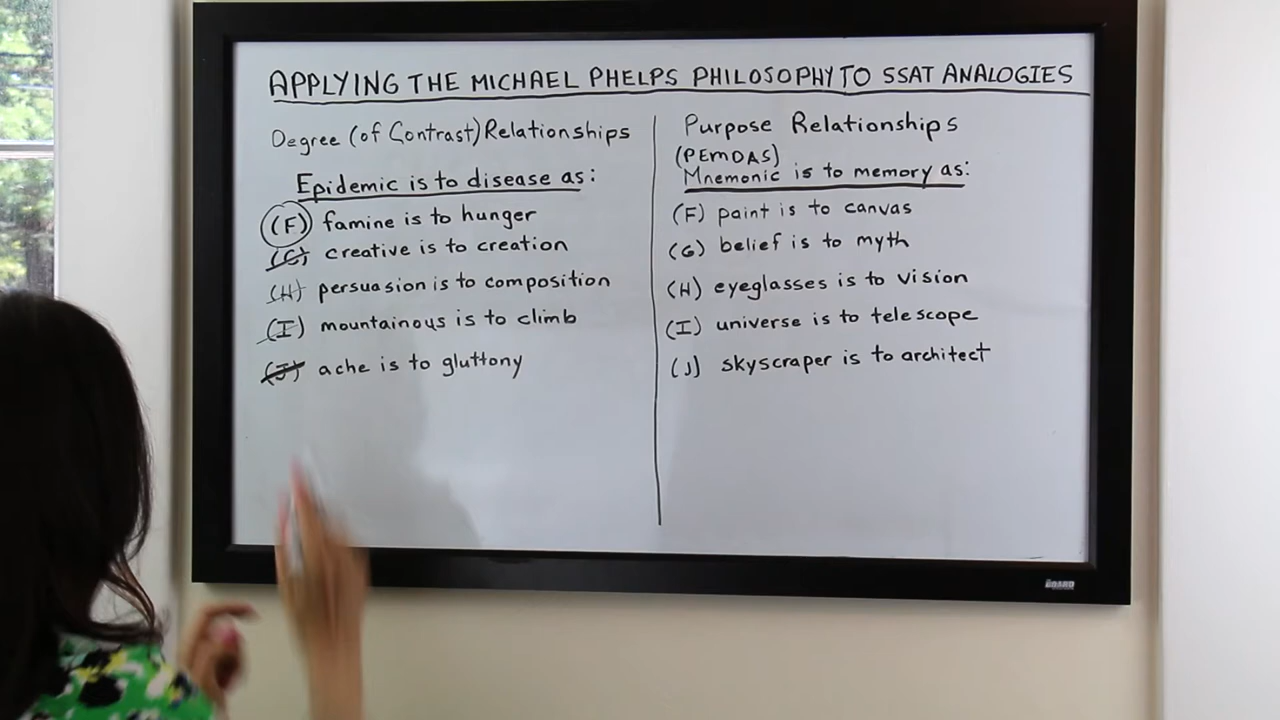 APPLYING THE MICHAEL PHELPS PHILOSOPHY TO SSAT ANALOGIES
Degree (of Contrast) Relationships
Epidemic is to disease as:
(F) famine is to hunger
(G) creative is to creation
(H) persuasion is to composition
(I) mountainous is to climb
(J) ache is to gluttony
Purpose Relationships
(PEMDAS)
Mnemonic is to memory as:
(F) paint is to canvas
(G) belief is to myth
(H) eyeglasses is to vision
(I) universe is to telescope
(J) skyscraper is to architect
BOARD